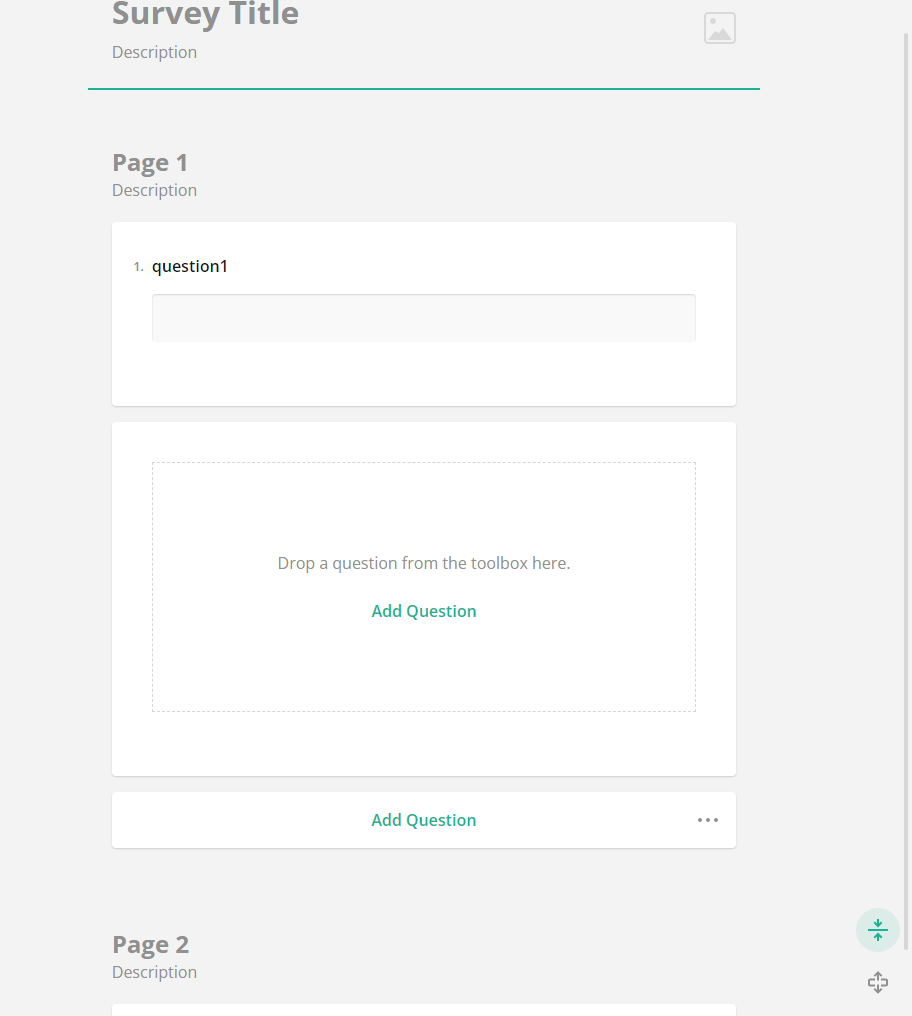 Survey Title
Description
Page 1
Description
1. question1
Drop a question from the toolbox here.
Add Question
Add Question
Page 2
Description